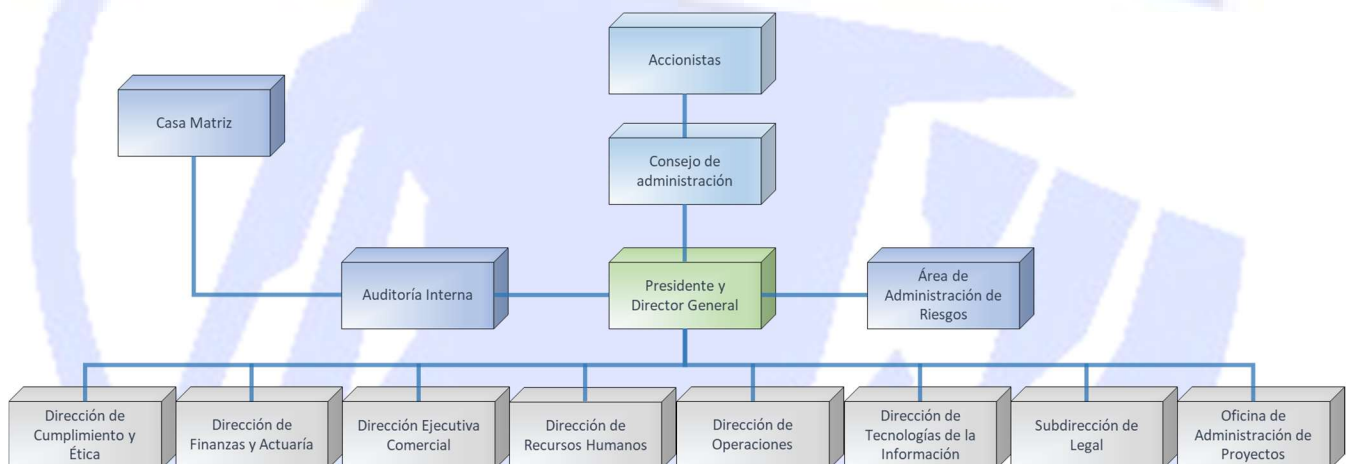 Accionistas
Casa Matriz
Consejo de
administración
Auditoría Interna
Presidente y
Director General
Área de
Administración de
Riesgos
Dirección de
Cumplimiento y
Ética
Dirección de
Finanzas y Actuaría
Dirección Ejecutiva
Comercial
Dirección de
Recursos Humanos
Dirección de
Operaciones
Dirección de
Tecnologías de la
Información
Subdirección de
Legal
Oficina de
Administración de
Proyectos